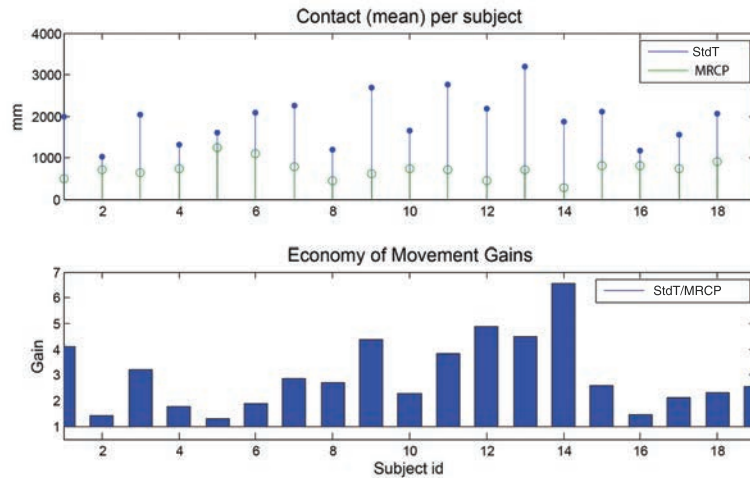 Contact (mean) per subject
4000
3000
2000
1000
0
mm
StdT
MRCP
2 4 6 8 10 12 14 16 18
Economy of Movement Gains
7
6
5
4
3
2
1
Gain
StdT/MRCP
2 4 6 8 10 12 14 16 18
Subject id